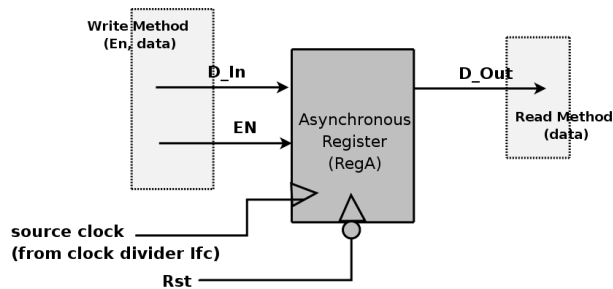 Write Method
(En, data)
D_In
D_Out
EN
Asynchronous
Register
(RegA)
Read Method
(data)
source clock
(from clock divider Ifc)
Rst